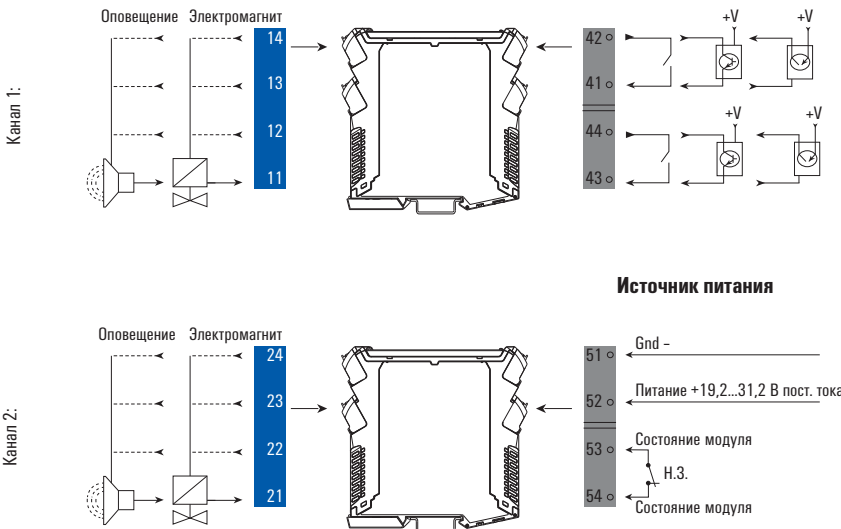 Оповещение Электромагнит
Канал 1:
14
13
12
11
42
41
44
43
+V +V
+V +V
Источник питания
Оповещение Электромагнит
Канал 2:
24
23
22
21
51
52
53
54
Gnd –
Питание +19,2...31,2 В пост. тока
Состояние модуля
Н.З.
Состояние модуля